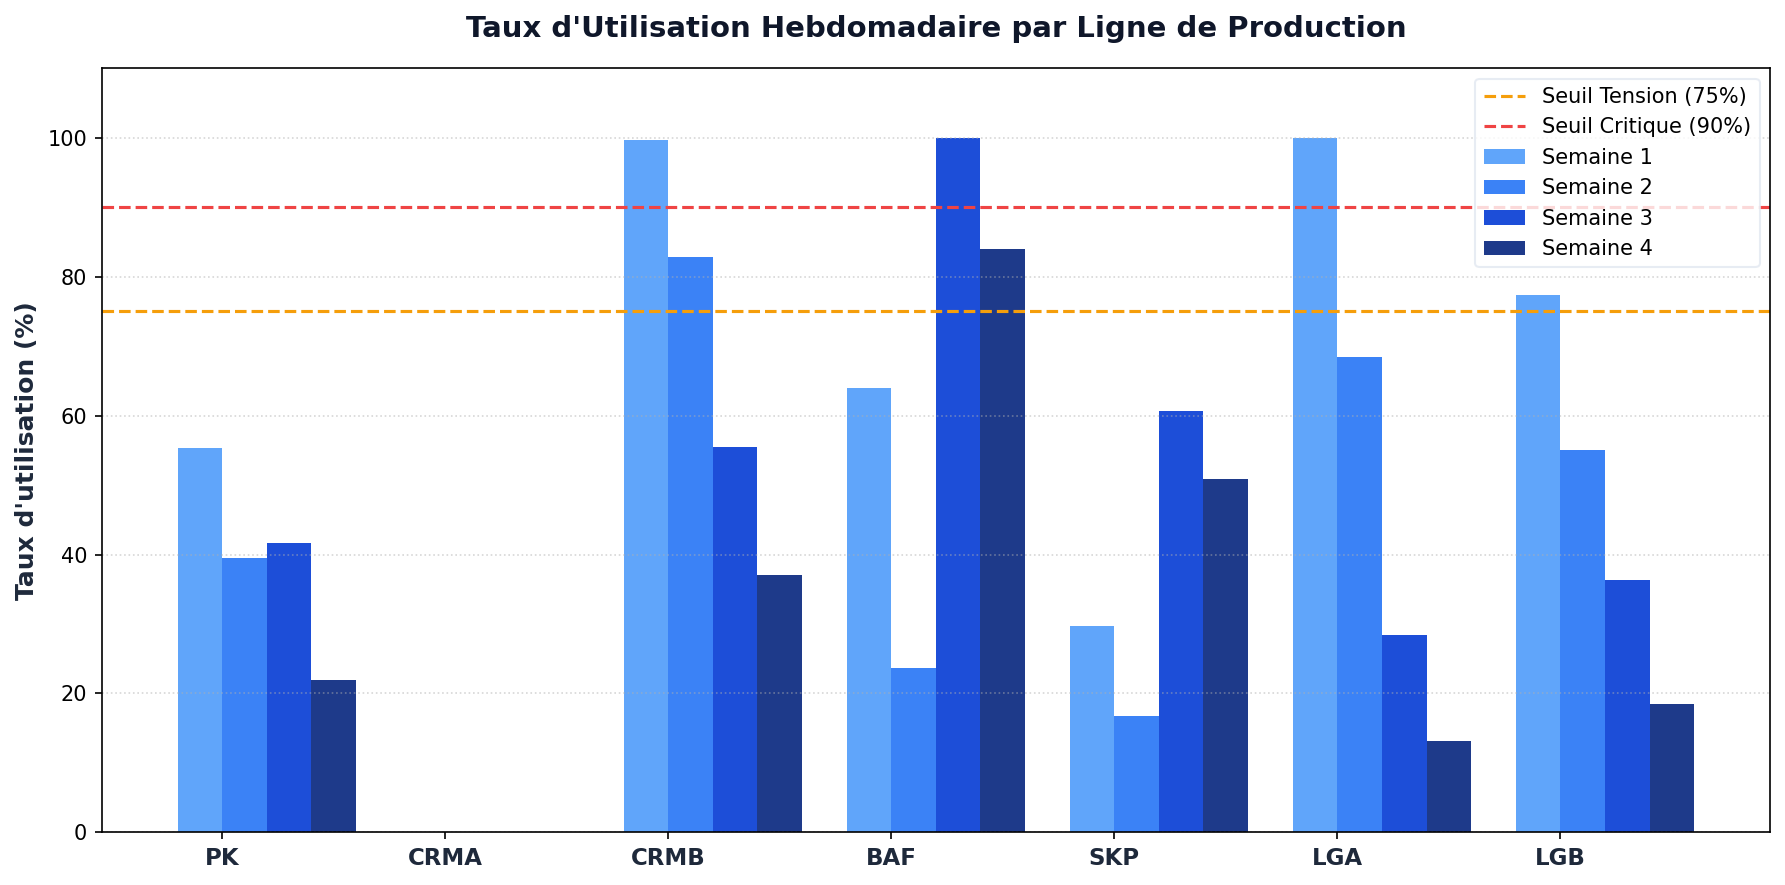 Taux d'Utilisation Hebdomadaire par Ligne de Production
Taux d'utilisation (%)
100
80
60
40
20
0
Seuil Tension (75%)
Seuil Critique (90%)
Semaine 1
Semaine 2
Semaine 3
Semaine 4
PK CRMA CRMB BAF SKP LGA LGB